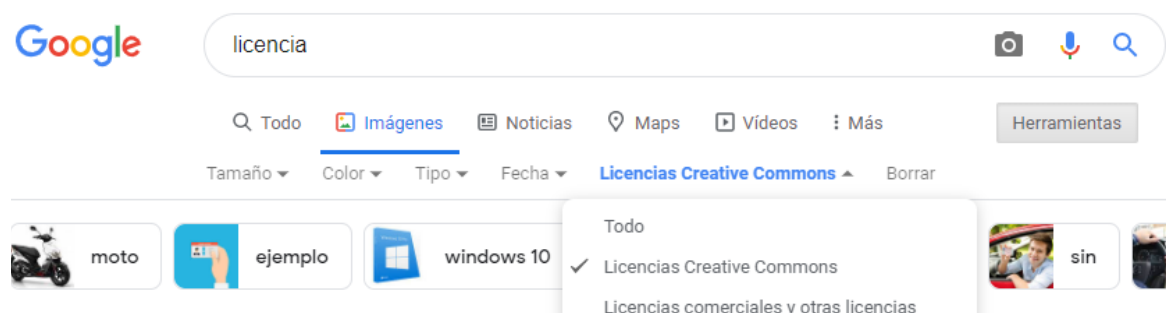 Google
licencia
Todo Imágenes Noticias Maps Vídeos Más Herramientas
Tamaño Color Tipo Fecha Licencias Creative Commons Borrar
Todo
moto ejemplo windows 10 Licencias Creative Commons sin
Licencias comerciales y otras licencias